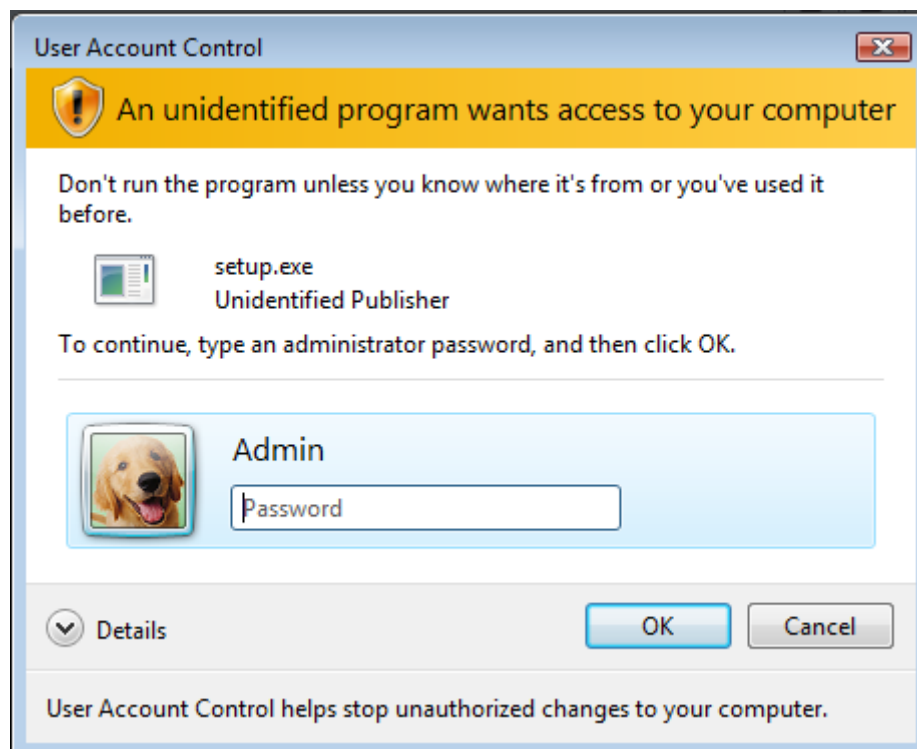 User Account Control
An unidentified program wants access to your computer
Don't run the program unless you know where it's from or you've used it
before.
setup.exe
Unidentified Publisher
To continue, type an administrator password, and then click OK.
Admin
Password
Details
OK
Cancel
User Account Control helps stop unauthorized changes to your computer.